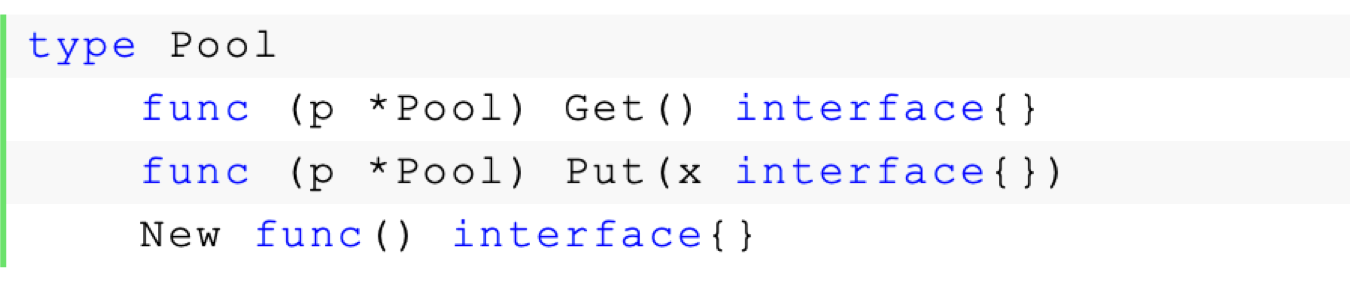 type Pool
    func (p *Pool) Get() interface{}
    func (p *Pool) Put(x interface{})
    New func() interface{}